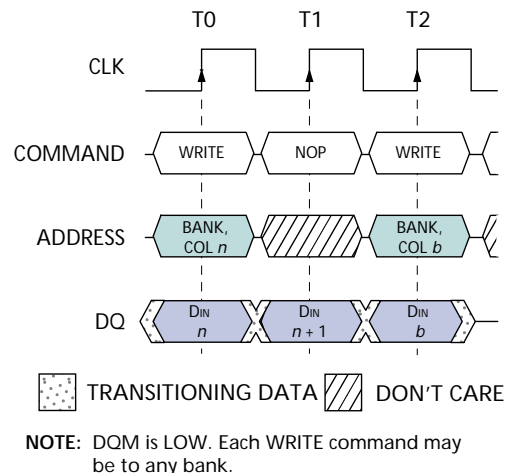 T0 T1 T2
CLK
COMMAND WRITE NOP WRITE
ADDRESS BANK, COL n BANK, COL b
DQ DIN n DIN n + 1 DIN b
TRANSITIONING DATA DON'T CARE
NOTE: DQM is LOW. Each WRITE command may
be to any bank.